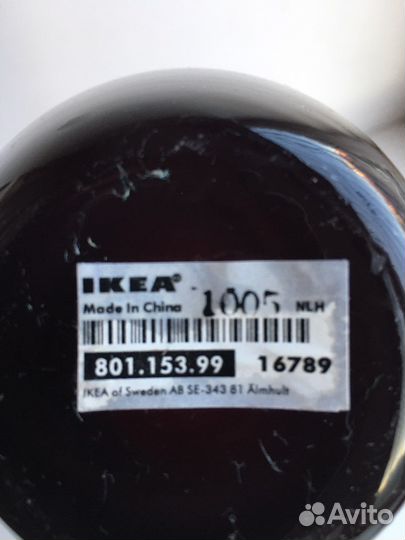 IKEA®
Made In China 1005 NLH
801.153.99 16789
IKEA of Sweden AB SE-343 81 Älmhult
Avito